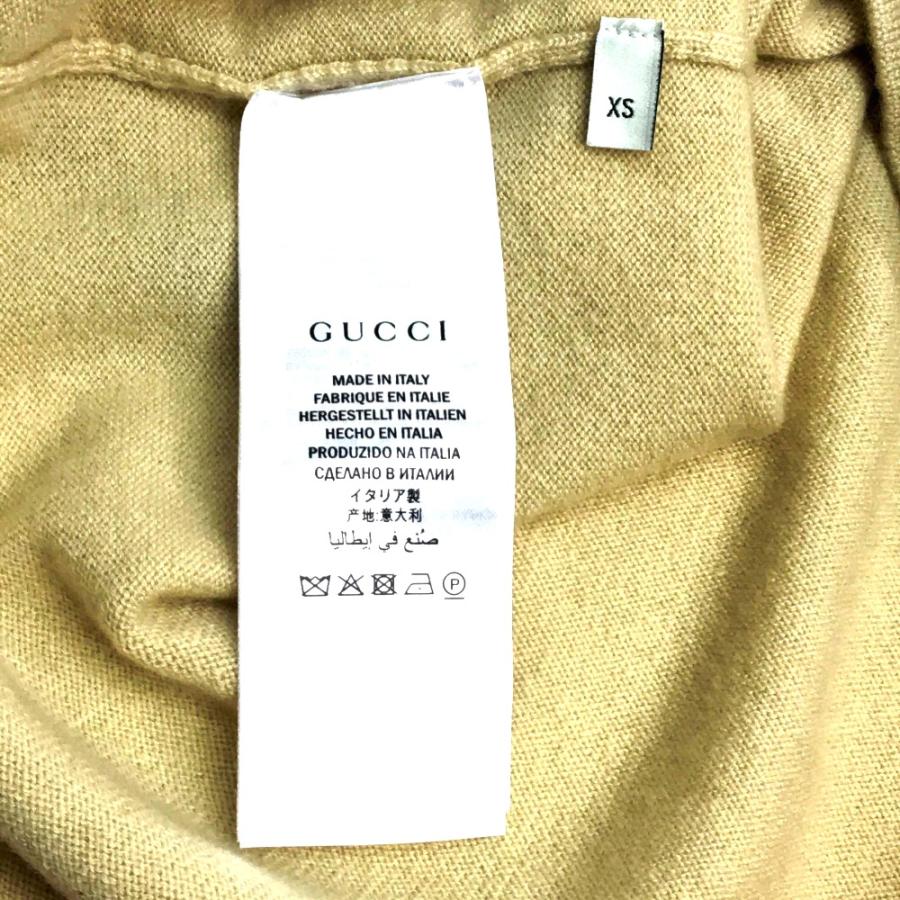 XS
GUCCI
MADE IN ITALY
FABRIQUE EN ITALIE
HERGESTELLT IN ITALIEN
HECHO EN ITALIA
PRODUZIDO NA ITALIA
СДЕЛАНО В ИТАЛИИ
イタリア製
产地:意大利
صُنع في إيطاليا
P